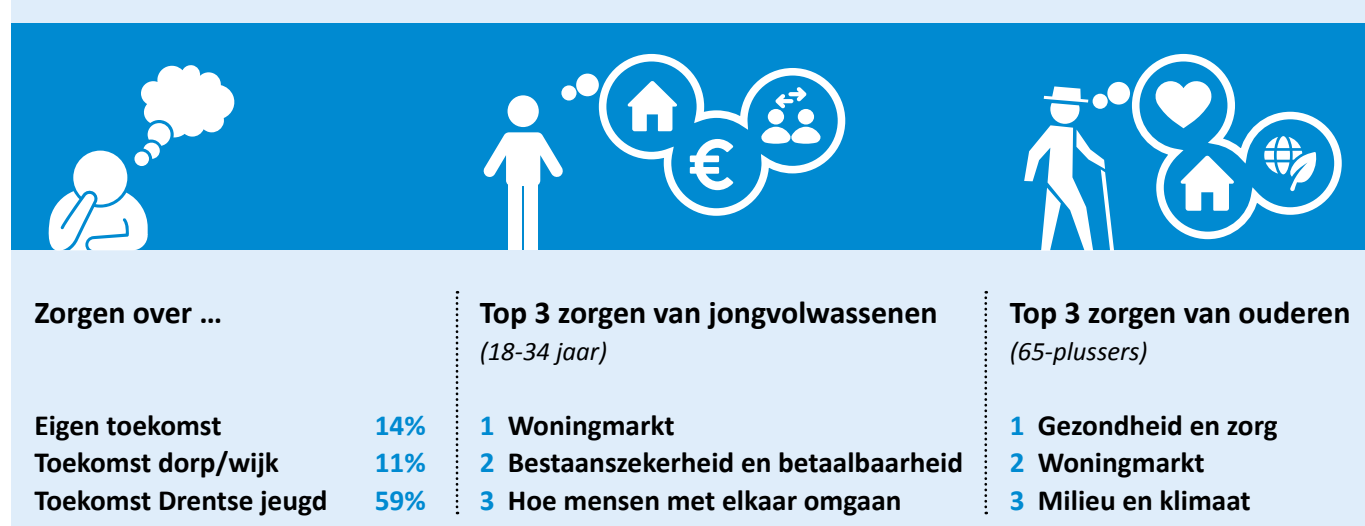 €
Zorgen over ...
Eigen toekomst 14%
Toekomst dorp/wijk 11%
Toekomst Drentse jeugd 59%
Top 3 zorgen van jongvolwassenen
(18-34 jaar)
1 Woningmarkt
2 Bestaanszekerheid en betaalbaarheid
3 Hoe mensen met elkaar omgaan
Top 3 zorgen van ouderen
(65-plussers)
1 Gezondheid en zorg
2 Woningmarkt
3 Milieu en klimaat